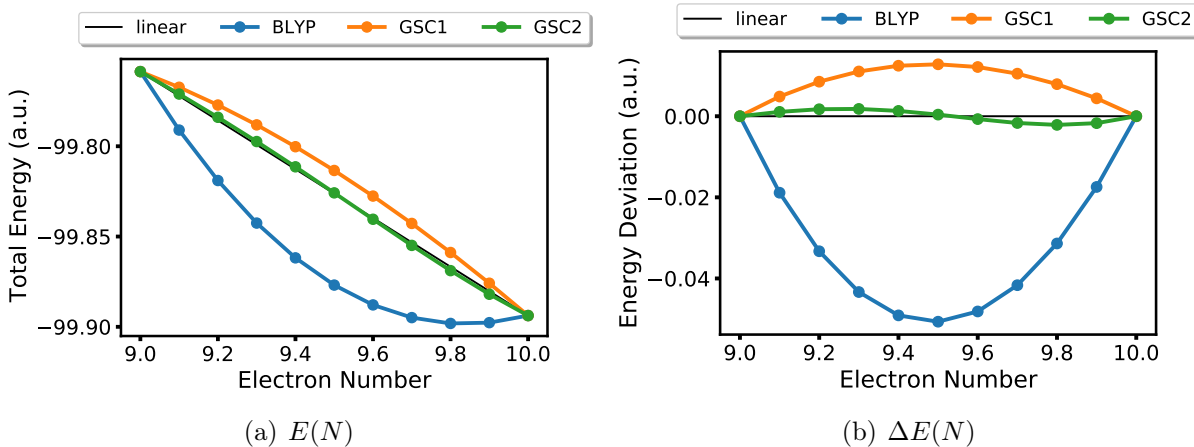 linear BLYP GSC1 GSC2
Total Energy (a.u.)
−99.80
−99.85
−99.90
9.0 9.2 9.4 9.6 9.8 10.0
Electron Number
(a) E(N)
linear BLYP GSC1 GSC2
Energy Deviation (a.u.)
0.00
−0.02
−0.04
9.0 9.2 9.4 9.6 9.8 10.0
Electron Number
(b) ΔE(N)